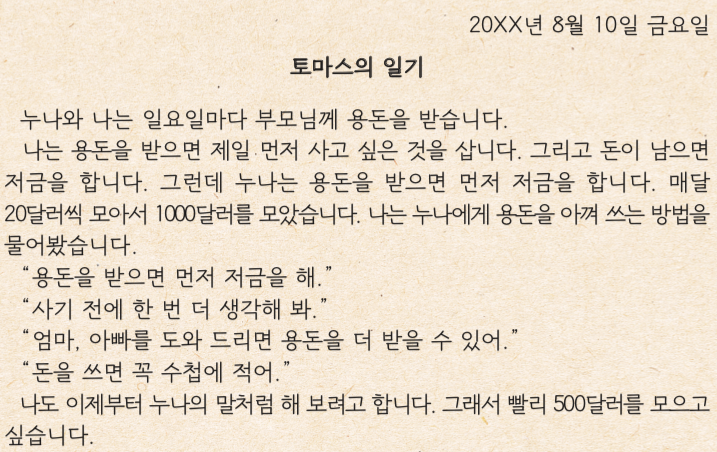 20XX년 8월 10일 금요일
토마스의 일기
누나와 나는 일요일마다 부모님께 용돈을 받습니다.
나는 용돈을 받으면 제일 먼저 사고 싶은 것을 삽니다. 그리고 돈이 남으면
저금을 합니다. 그런데 누나는 용돈을 받으면 먼저 저금을 합니다. 매달
20달러씩 모아서 1000달러를 모았습니다. 나는 누나에게 용돈을 아껴 쓰는 방법을
물어봤습니다.
“용돈을 받으면 먼저 저금을 해.”
“사기 전에 한 번 더 생각해 봐.”
“엄마, 아빠를 도와 드리면 용돈을 더 받을 수 있어.”
“돈을 쓰면 꼭 수첩에 적어.”
나도 이제부터 누나의 말처럼 해 보려고 합니다. 그래서 빨리 500달러를 모으고
싶습니다.